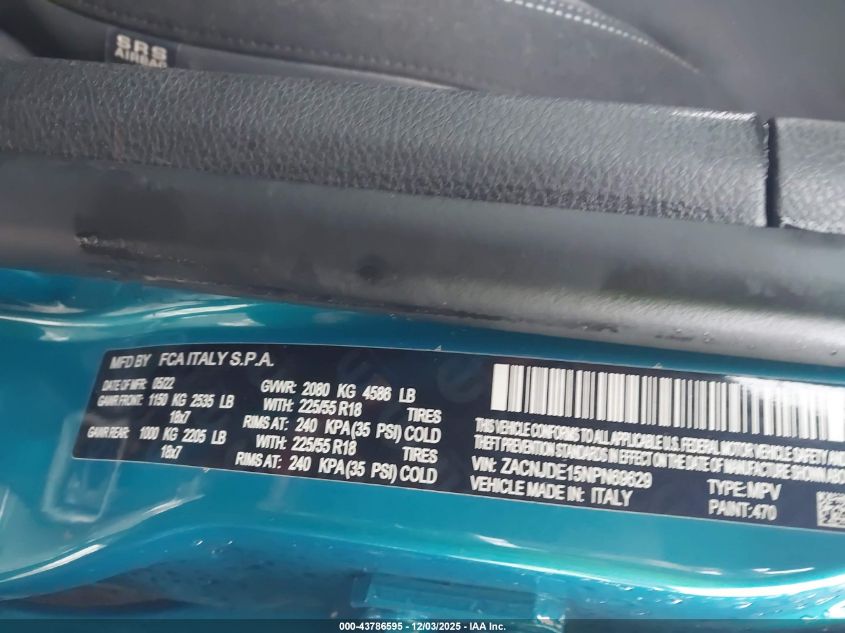 SRS
AIRBAG
MFD BY FCA ITALY S.P.A.
DATE OF MFR 05/22 GVWR: 2080 KG 4586 LB
GAWR FRONT: 1150 KG 2535 LB WITH: 225/55 R18 TIRES
18x7 RIMS AT: 240 KPA(35 PSI) COLD
GAWR REAR: 1000 KG 2205 LB WITH: 225/55 R18 TIRES
18x7 RIMS AT: 240 KPA(35 PSI) COLD
THIS VEHICLE CONFORMS TO ALL APPLICABLE U.S. FEDERAL MOTOR VEHICLE SAFETY
THEFT PREVENTION STANDARDS IN EFFECT ON THE DATE OF MANUFACTURE SHOWN ABO
VIN: ZACNJDE15NPN69629 TYPE: MPV
VEHICLE MADE IN: ITALY PAINT: 470
000-43786595 - 12/03/2025 - IAA Inc.